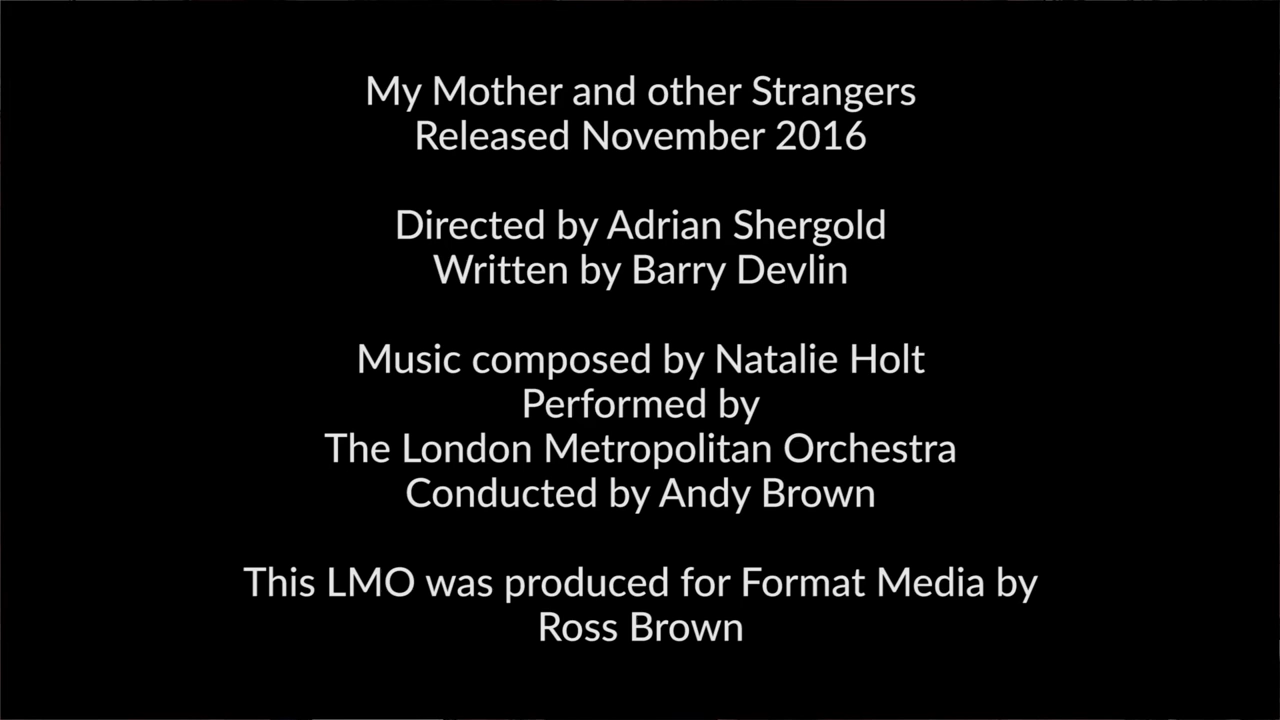 My Mother and other Strangers
Released November 2016
Directed by Adrian Shergold
Written by Barry Devlin
Music composed by Natalie Holt
Performed by
The London Metropolitan Orchestra
Conducted by Andy Brown
This LMO was produced for Format Media by
Ross Brown